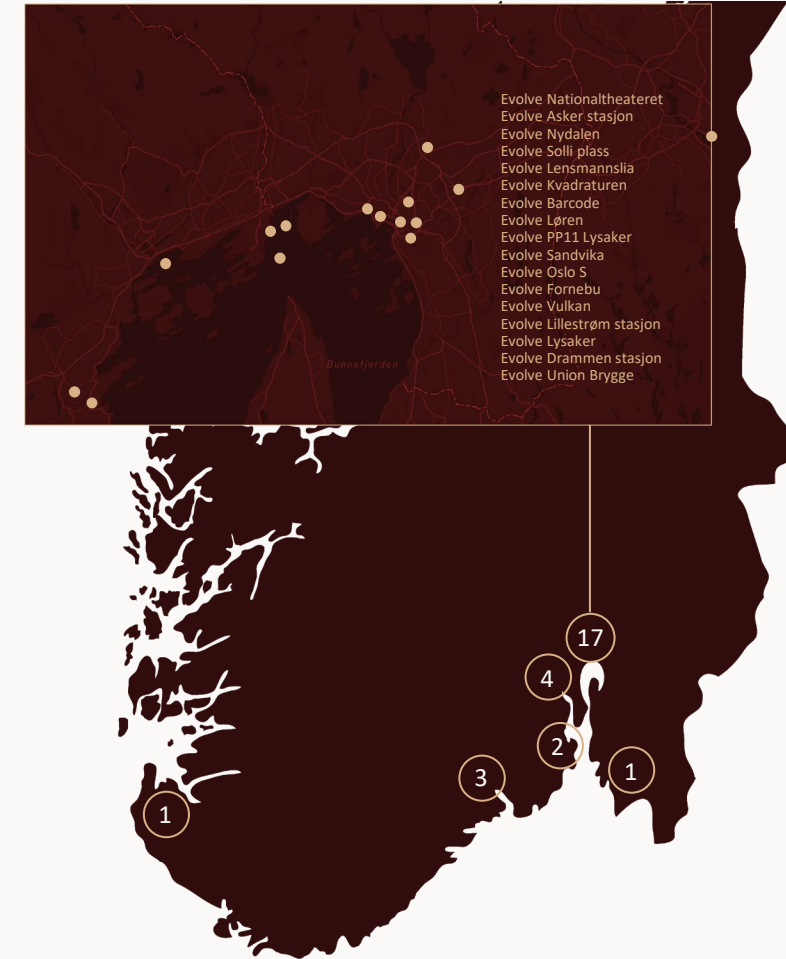 Evolve Nationaltheateret
Evolve Asker stasjon
Evolve Nydalen
Evolve Solli plass
Evolve Lensmannslia
Evolve Kvadraturen
Evolve Barcode
Evolve Løren
Evolve PP11 Lysaker
Evolve Sandvika
Evolve Oslo S
Evolve Fornebu
Evolve Vulkan
Evolve Lillestrøm stasjon
Evolve Lysaker
Evolve Drammen stasjon
Evolve Union Brygge
Bunnefjorden
17
4
2
1
3
1